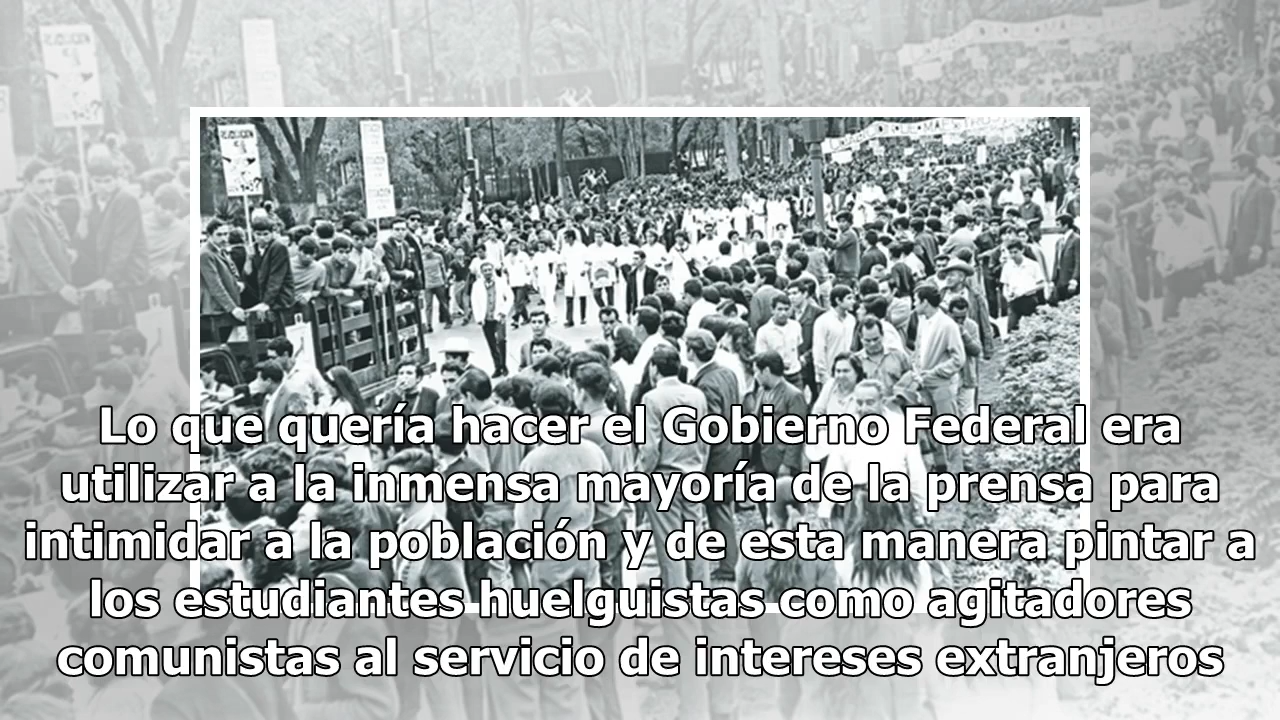 Lo que quería hacer el Gobierno Federal era
utilizar a la inmensa mayoría de la prensa para
intimidar a la población y de esta manera pintar a
los estudiantes huelguistas como agitadores
comunistas al servicio de intereses extranjeros